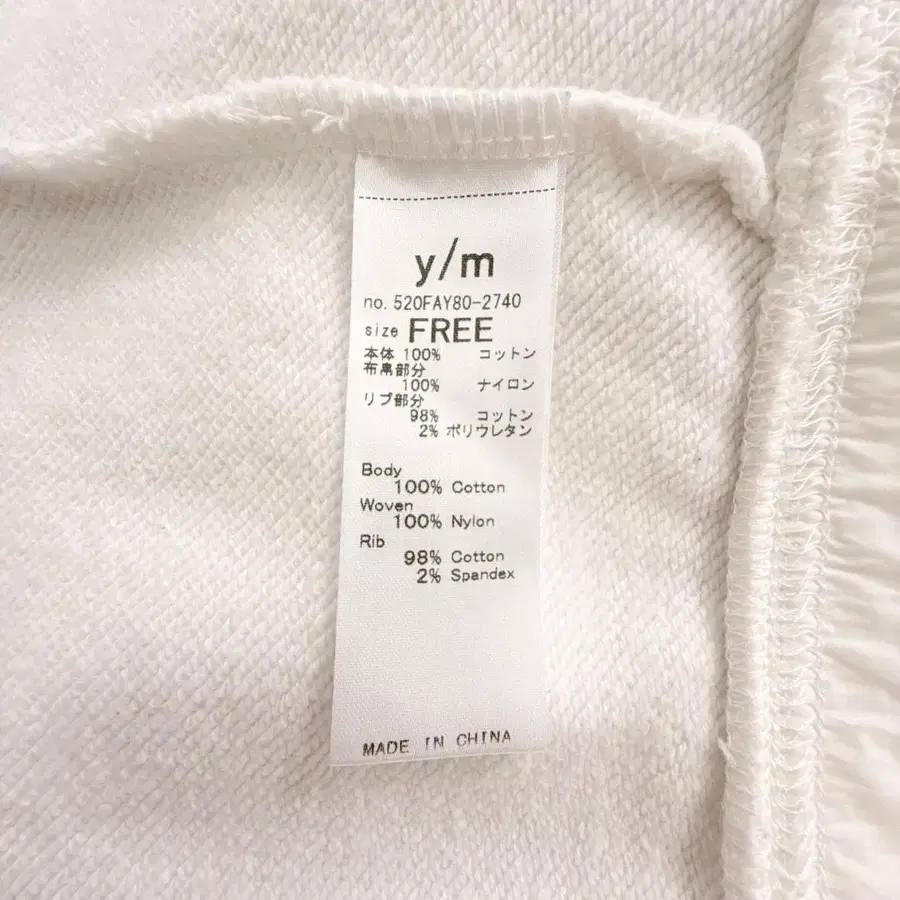 y/m
no. 520FAY80-2740
size FREE
本体 100% コットン
布帛部分
100% ナイロン
リブ部分
98% コットン
2% ポリウレタン
Body
100% Cotton
Woven
100% Nylon
Rib
98% Cotton
2% Spandex
MADE IN CHINA